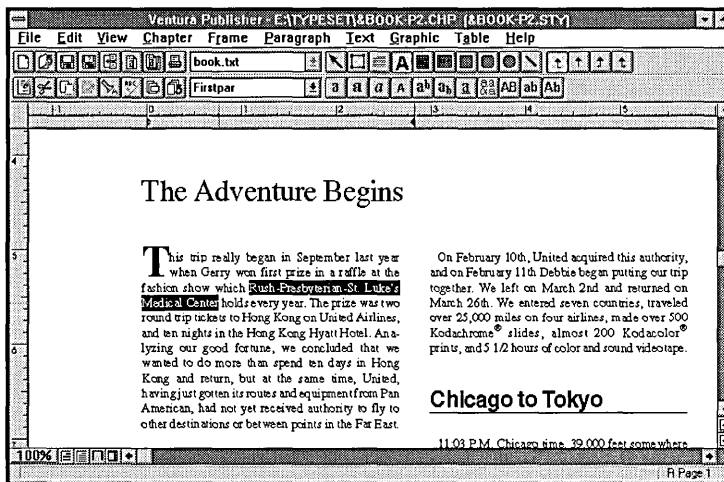 Ventura Publisher - E:\TYPESET\&BOOK-P2.CHP [&BOOK-P2.STY]
File Edit View Chapter Frame Paragraph Text Graphic Table Help
book.txt
Firstpar
The Adventure Begins
This trip really began in September last year
when Gerry won first prize in a raffle at the
fashion show which Rush-Presbyterian-St. Luke's
Medical Center holds every year. The prize was two
round trip tickets to Hong Kong on United Airlines,
and ten nights in the Hong Kong Hyatt Hotel. Ana-
lyzing our good fortune, we concluded that we
wanted to do more than spend ten days in Hong
Kong and return, but at the same time, United,
having just gotten its routes and equipment from Pan
American, had not yet received authority to fly to
other destinations or between points in the Far East.
On February 10th, United acquired this authority,
and on February 11th Debbie began putting our trip
together. We left on March 2nd and returned on
March 26th. We entered seven countries, traveled
over 25,000 miles on four airlines, made over 500
Kodachrome® slides, almost 200 Kodacolor®
prints, and 5 1/2 hours of color and sound videotape.
Chicago to Tokyo
11:03 P.M. Chicago time, 39,000 feet somewhere
100%
R Page 1